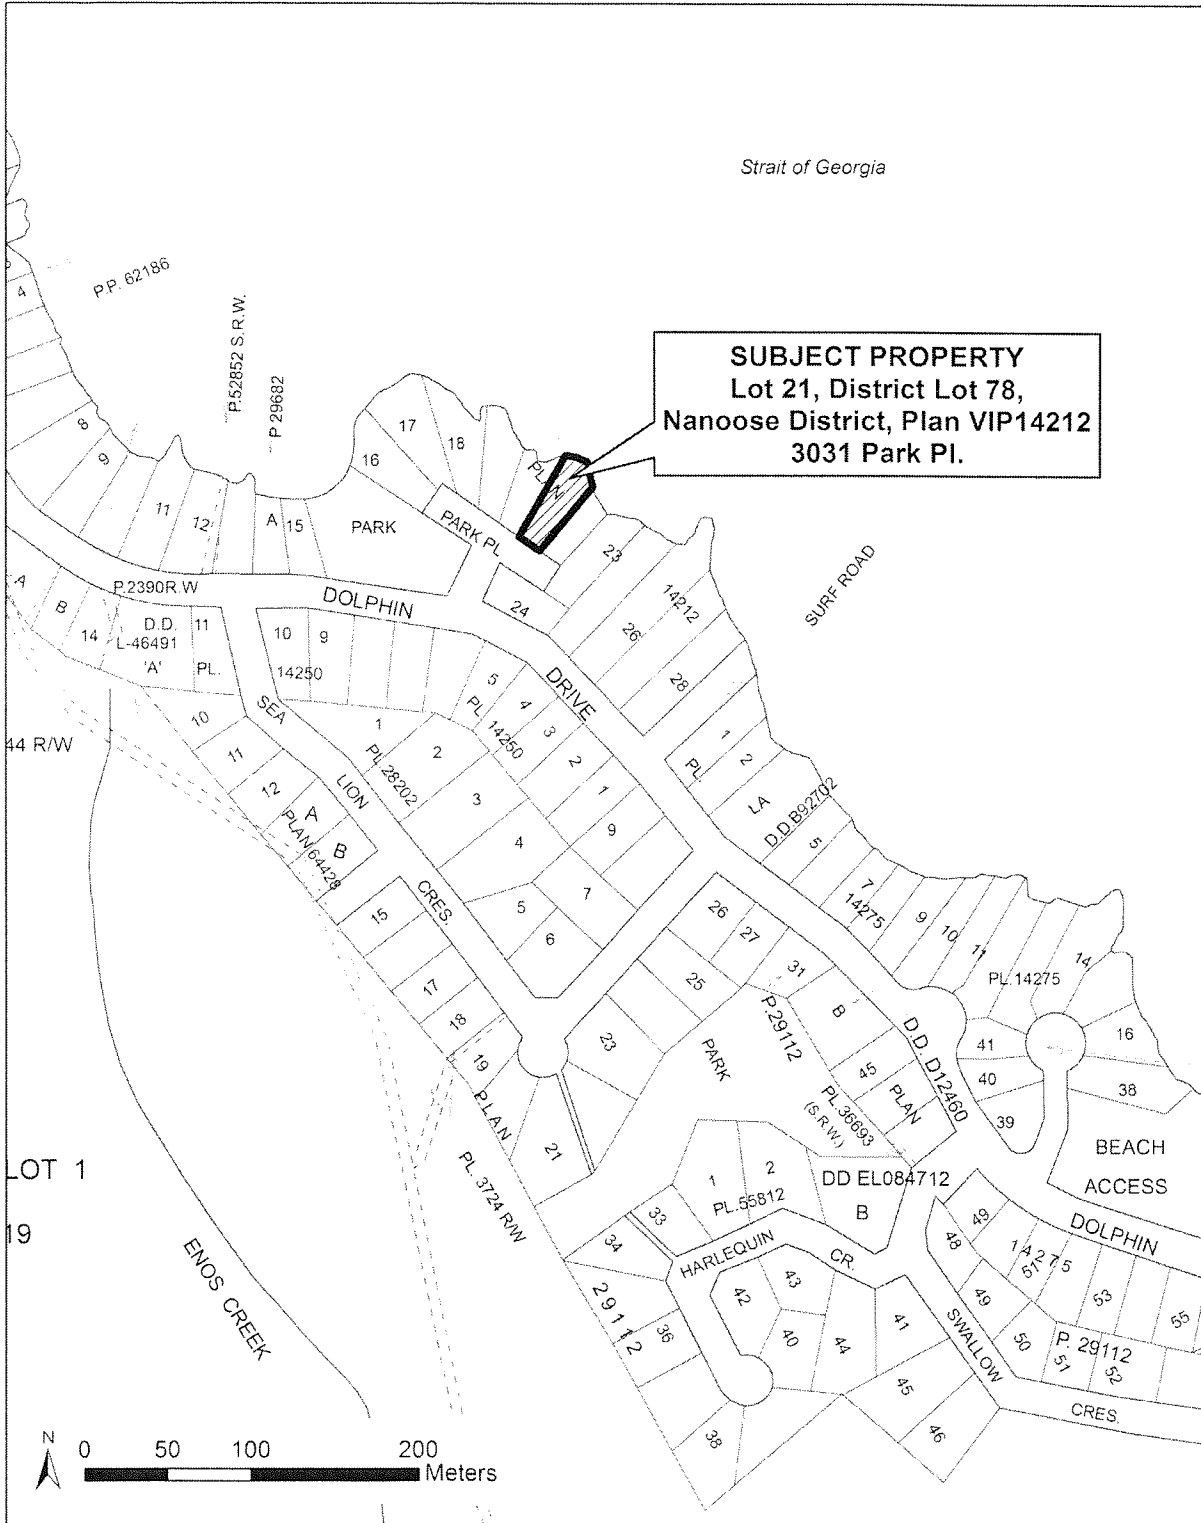 Strait of Georgia
P.P. 62186
4
P.52852 S.R.W.
P 29682
SUBJECT PROPERTY
Lot 21, District Lot 78,
Nanoose District, Plan VIP14212
3031 Park Pl.
8
9
11
12
A
15
PARK
16
17
18
PARK PL
23
24
14212
26
28
SURF ROAD
A
B
14
P.2390R.W
D.D.
L-46491
'A'
11
PL.
DOLPHIN
DRIVE
10
9
14250
5
4
3
2
1
9
PL
14250
SEA
LION
CRES.
1
2
3
4
5
6
7
PL.28202
44 R/W
10
11
12
A
B
PLAN 64428
15
17
18
19
PLAN
21
PL. 3724 R/W
23
25
26
27
31
B
45
PLAN
P.29112
PL.36693
(S.R.W.)
PARK
PL.
1
2
LA
D.D.B92702
5
7
14275
9
10
11
PL.14275
14
16
38
41
40
39
D.D. D12460
BEACH
ACCESS
DOLPHIN
LOT 1
19
ENOS CREEK
1
2
PL.55812
DD EL084712
B
33
34
29112
36
38
HARLEQUIN
CR.
42
43
40
44
41
45
46
SWALLOW
CRES.
48
49
14275
51
53
55
49
50
P. 29112
51
52
N
0 50 100 200
Meters